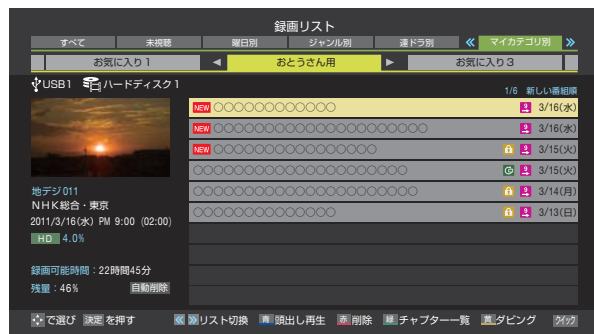 録画リスト
すべて 未視聴 曜日別 ジャンル別 連ドラ別 マイカテゴリ別
お気に入り1 おとうさん用 お気に入り3
USB1 ハードディスク1
1/6 新しい番組順
NEW 〇〇〇〇〇〇〇〇〇〇〇〇 3/16(水)
NEW 〇〇〇〇〇〇〇〇〇〇〇〇〇〇〇〇〇〇〇〇〇 3/16(水)
NEW 〇〇〇〇〇〇〇〇〇〇〇〇〇〇〇〇 3/15(火)
〇〇〇〇〇〇〇〇〇〇〇〇〇〇〇〇〇〇〇〇〇 3/15(火)
〇〇〇〇〇〇〇〇〇〇〇〇〇〇〇〇〇〇〇〇〇〇 3/14(月)
〇〇〇〇〇〇〇〇〇〇〇〇〇〇 3/13(日)
地デジ011
NHK総合・東京
2011/3/16(水) PM 9:00 (02:00)
HD 4.0%
録画可能時間:22時間45分
残量:46% 自動削除
で選び 決定 を押す リスト切換 青 頭出し再生 赤 削除 緑 チャプター一覧 黄 ダビング クイック